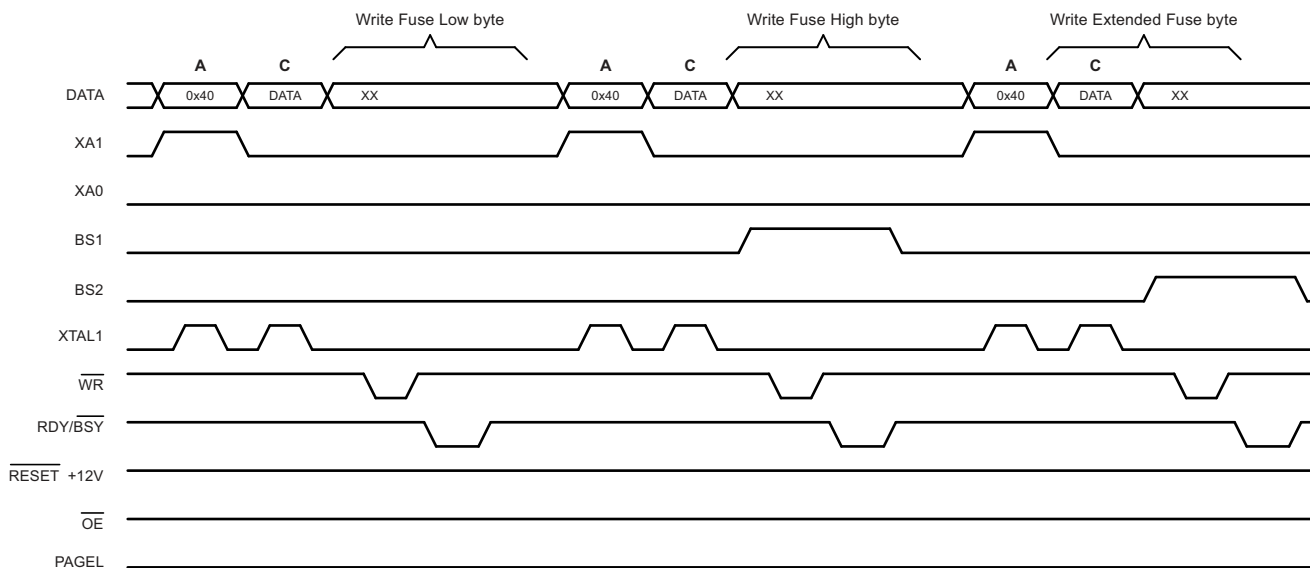 Write Fuse Low byte Write Fuse High byte Write Extended Fuse byte
A C A C A C
DATA 0x40 DATA XX 0x40 DATA XX 0x40 DATA XX
XA1
XA0
BS1
BS2
XTAL1
WR
RDY/BSY
RESET +12V
OE
PAGEL